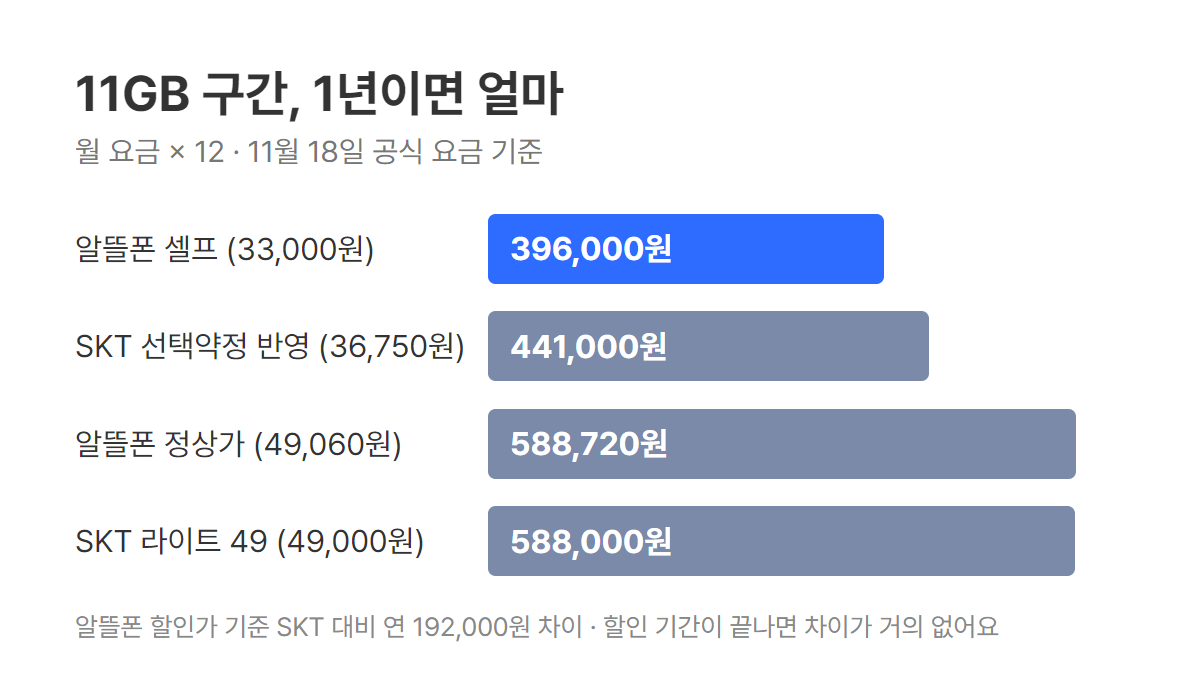 11GB 구간, 1년이면 얼마
월 요금 × 12 · 11월 18일 공식 요금 기준
알뜰폰 셀프 (33,000원) 396,000원
SKT 선택약정 반영 (36,750원) 441,000원
알뜰폰 정상가 (49,060원) 588,720원
SKT 라이트 49 (49,000원) 588,000원
알뜰폰 할인가 기준 SKT 대비 연 192,000원 차이 · 할인 기간이 끝나면 차이가 거의 없어요